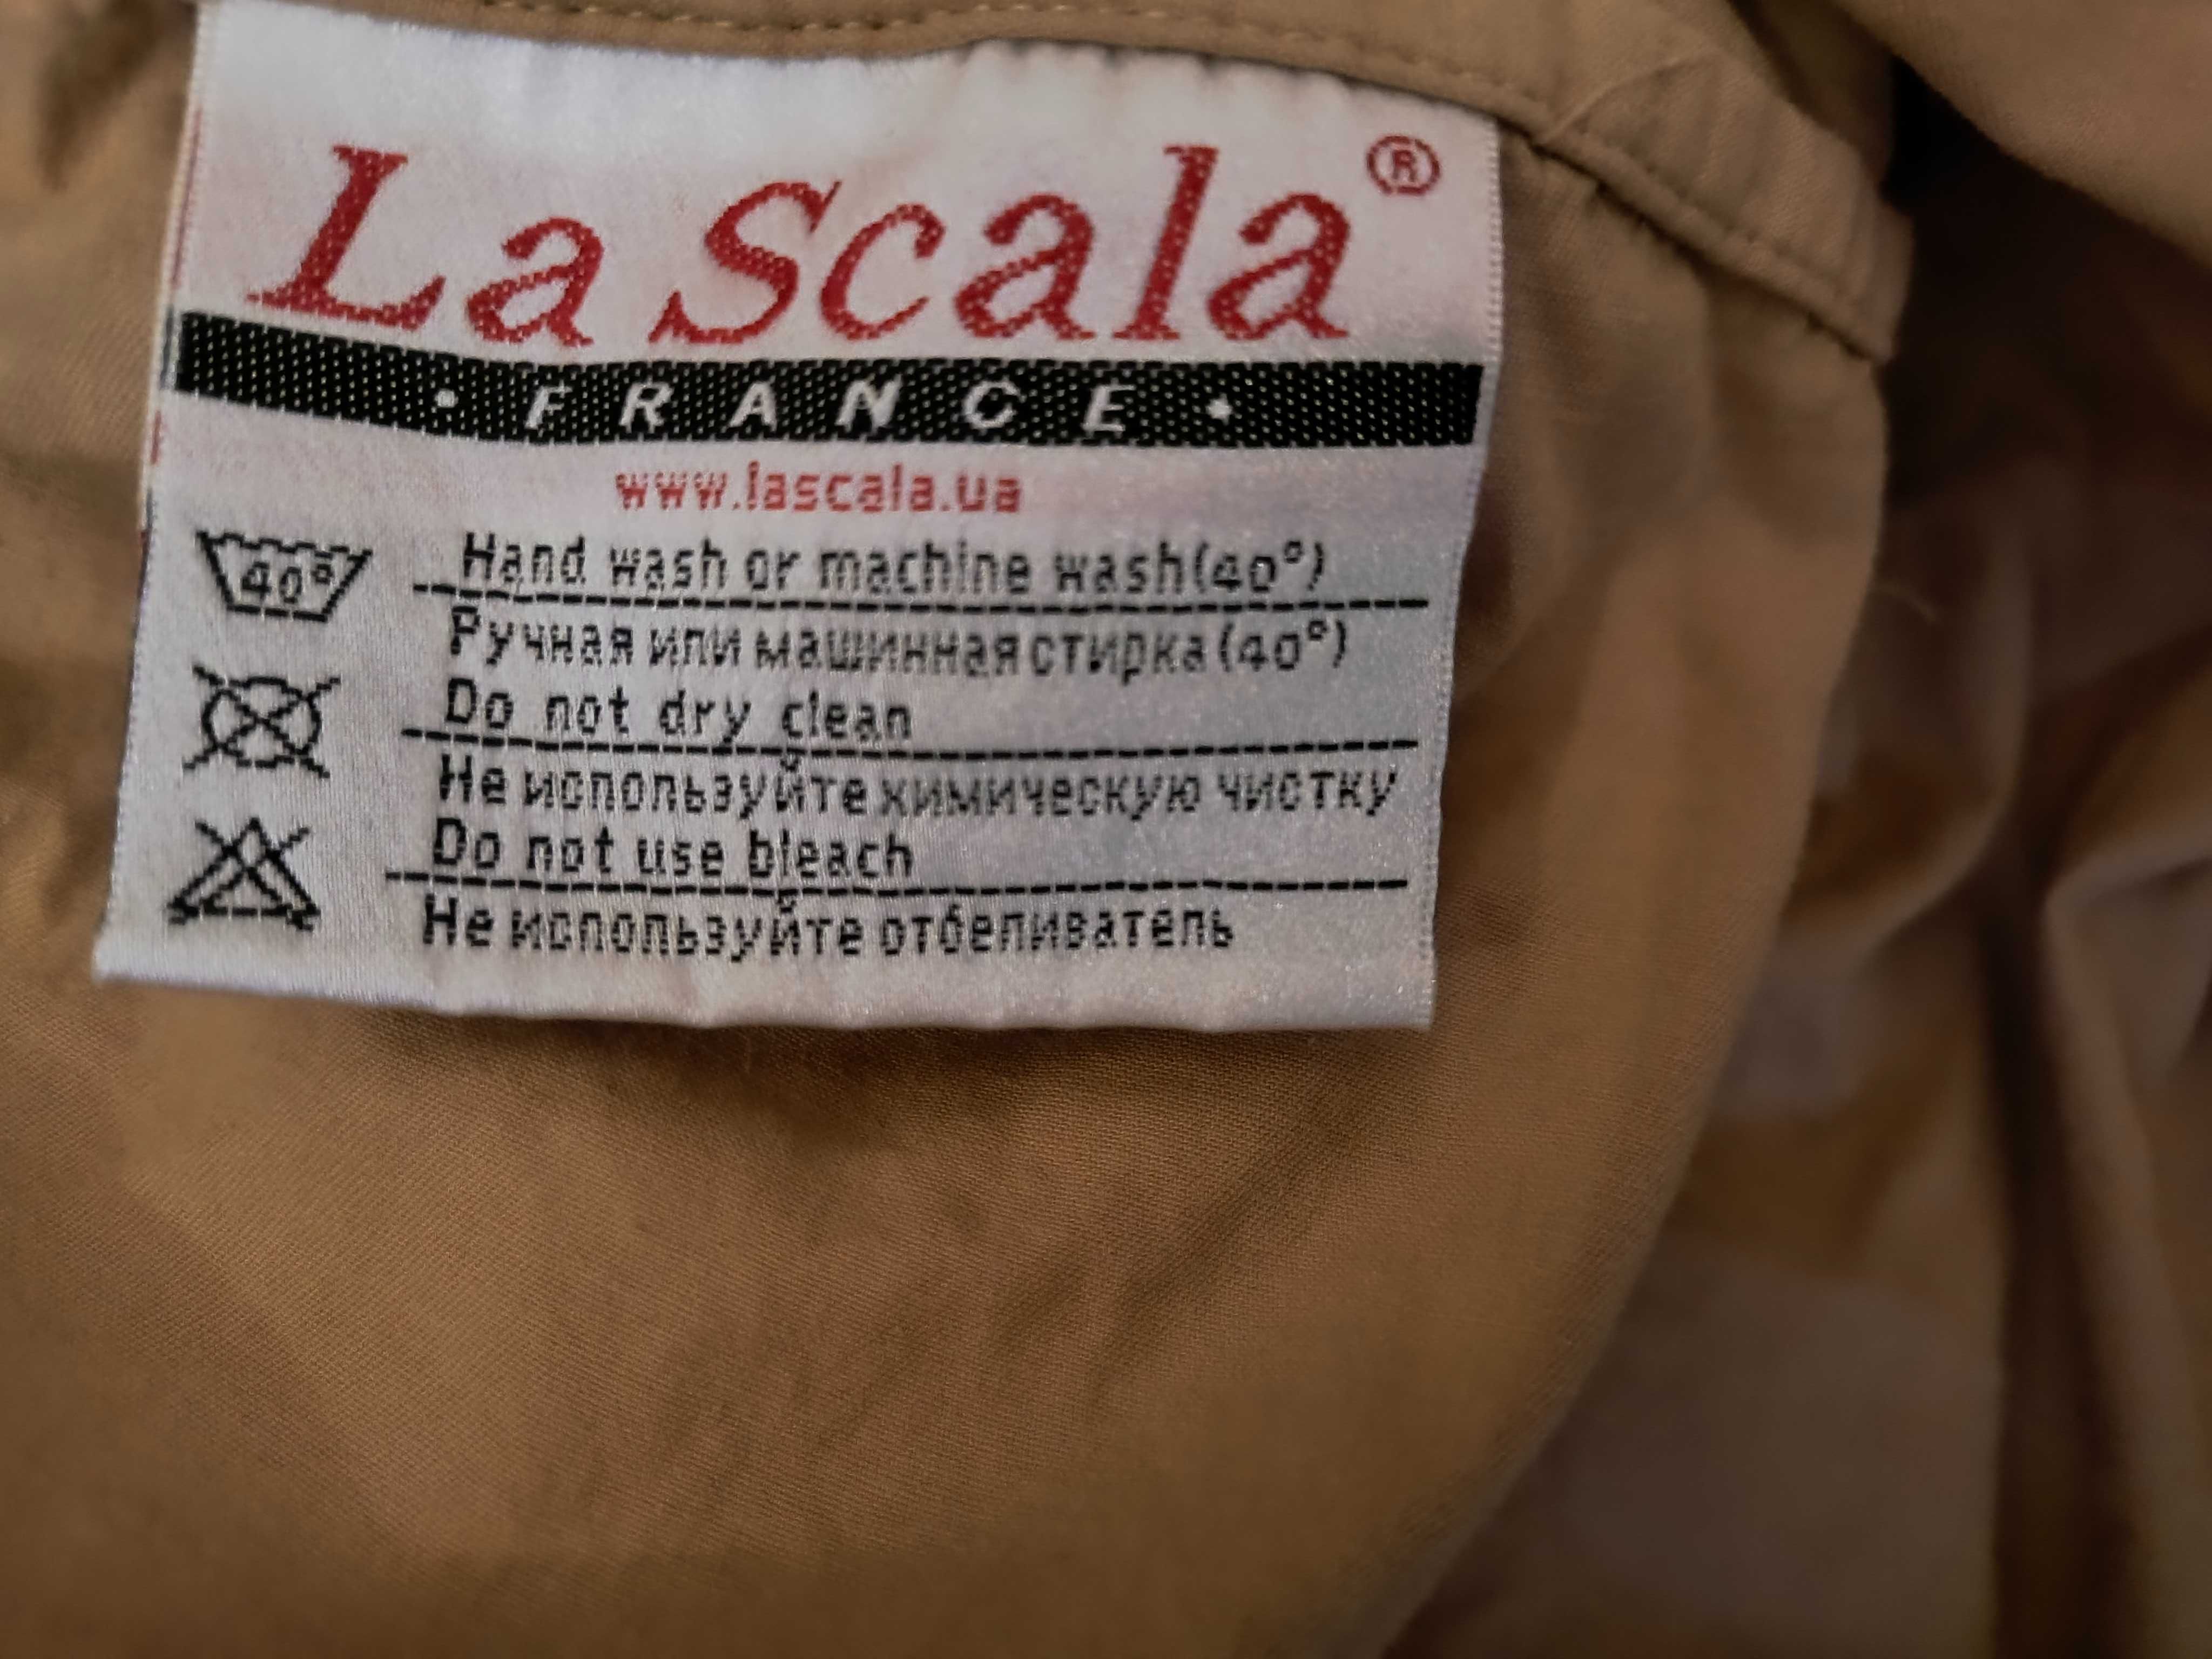 La Scala®
• FRANCE •
www.lascala.ua
40° Hand wash or machine wash(40°)
Ручная или машинная стирка(40°)
Do not dry clean
Не используйте химическую чистку
Do not use bleach
Не используйте отбеливатель